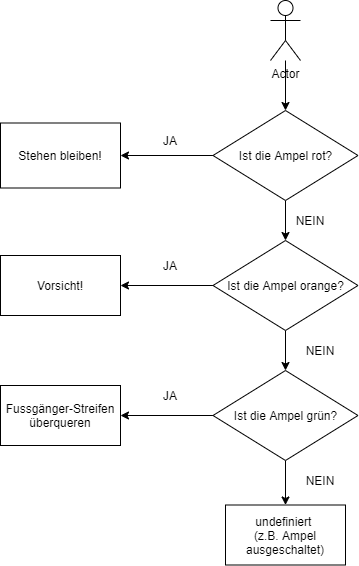 Actor
Ist die Ampel rot?
JA
Stehen bleiben!
NEIN
Ist die Ampel orange?
JA
Vorsicht!
NEIN
Ist die Ampel grün?
JA
Fussgänger-Streifen
überqueren
NEIN
undefiniert
(z.B. Ampel
ausgeschaltet)